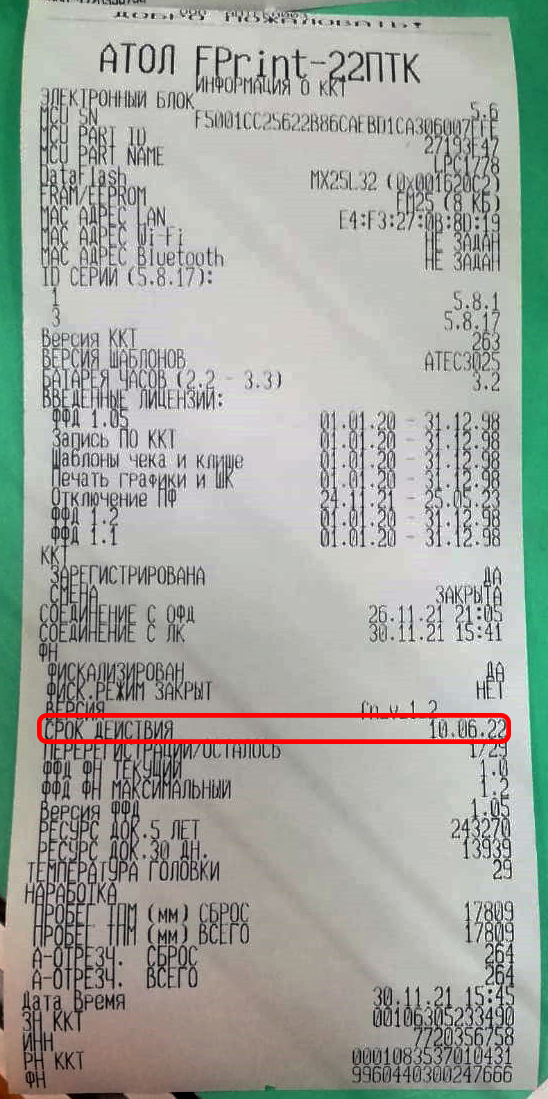 ДОБРО ПОЖАЛОВАТЬ!
АТОЛ FPrint-22ПТК
ИНФОРМАЦИЯ О ККТ
ЭЛЕКТРОННЫЙ БЛОК 5.6
MCU SN F5001CC25622B86CAEBD1CA306007FFE
MCU PART ID 27193F47
MCU PART NAME LPC1778
DataFlash MX25L32 (0x001620C2)
FRAM/EEPROM FM25 (8 КБ)
MAC АДРЕС LAN E4:F3:27:0B:8D:19
MAC АДРЕС Wi-Fi НЕ ЗАДАН
MAC АДРЕС Bluetooth НЕ ЗАДАН
ID СЕРИИ (5.8.17):
1 5.8.1
3 5.8.17
Версия ККТ 263
ВЕРСИЯ ШАБЛОНОВ ATEC3025
БАТАРЕЯ ЧАСОВ (2.2 - 3.3) 3.2
ВВЕДЕННЫЕ ЛИЦЕНЗИИ:
ФФД 1.05 01.01.20 - 31.12.98
Запись ПО ККТ 01.01.20 - 31.12.98
Шаблоны чека и клише 01.01.20 - 31.12.98
Печать графики и ШК 01.01.20 - 31.12.98
Отключение ПФ 24.11.21 - 25.05.23
ФФД 1.2 01.01.20 - 31.12.98
ФФД 1.1 01.01.20 - 31.12.98
ККТ
ЗАРЕГИСТРИРОВАНА ДА
СМЕНА ЗАКРЫТА
СОЕДИНЕНИЕ С ОФД 26.11.21 21:05
СОЕДИНЕНИЕ С ЛК 30.11.21 15:41
ФН
ФИСКАЛИЗИРОВАН ДА
ФИСК.РЕЖИМ ЗАКРЫТ НЕТ
ВЕРСИЯ fn_v_1_2
СРОК ДЕЙСТВИЯ 10.06.22
ПЕРЕРЕГИСТРАЦИЙ/ОСТАЛОСЬ 1/29
ФФД ФН ТЕКУЩИЙ 1.0
ФФД ФН МАКСИМАЛЬНЫЙ 1.2
Версия ФФД 1.05
РЕСУРС ДОК.5 ЛЕТ 243270
РЕСУРС ДОК.30 ДН. 13939
ТЕМПЕРАТУРА ГОЛОВКИ 29
НАРАБОТКА
ПРОБЕГ ТПМ (мм) СБРОС 17809
ПРОБЕГ ТПМ (мм) ВСЕГО 17809
А-ОТРЕЗЧ. СБРОС 264
А-ОТРЕЗЧ. ВСЕГО 264
Дата Время 30.11.21 15:45
ЗН ККТ 00106305233490
ИНН 7720356758
РН ККТ 0001083537010431
ФН 9960440300247666